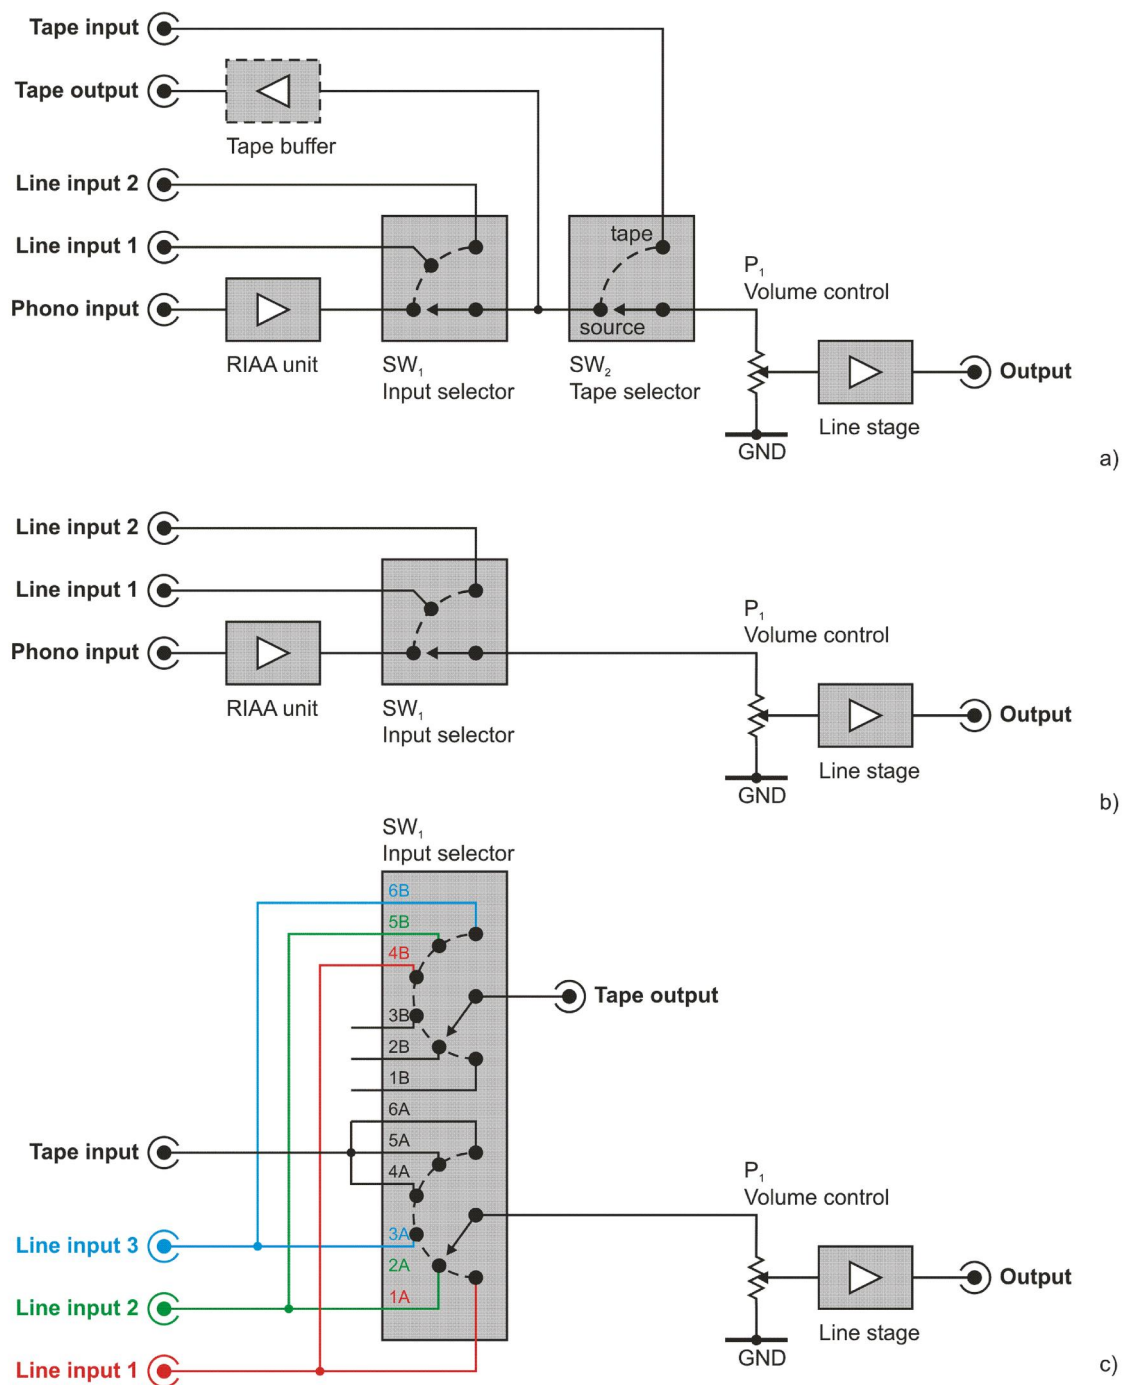 Tape input
Tape output
Tape buffer
Line input 2
Line input 1
Phono input
RIAA unit
SW1
Input selector
tape
source
SW2
Tape selector
P1
Volume control
Line stage
Output
GND
a)
Line input 2
Line input 1
Phono input
RIAA unit
SW1
Input selector
P1
Volume control
Line stage
Output
GND
b)
SW1
Input selector
6B
5B
4B
3B
2B
1B
6A
5A
4A
3A
2A
1A
Tape output
Tape input
Line input 3
Line input 2
Line input 1
P1
Volume control
Line stage
Output
GND
c)